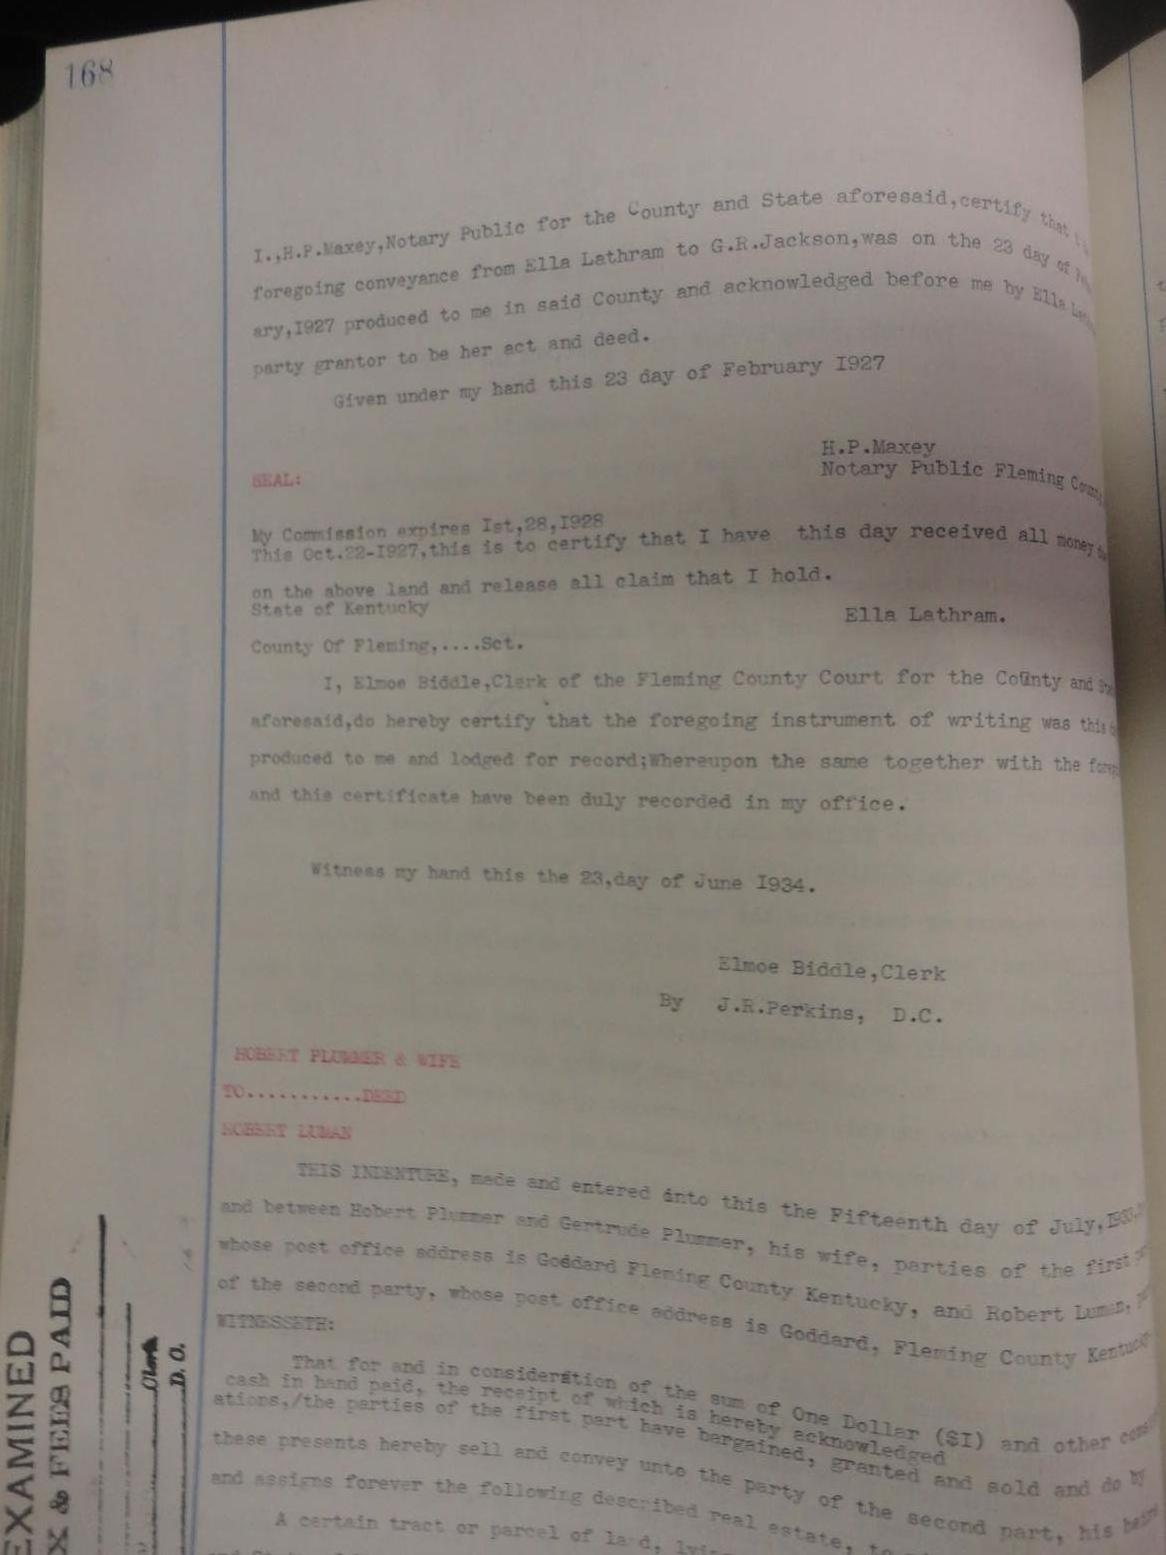 168
I.,H.P.Maxey,Notary Public for the County and State aforesaid,certify that
foregoing conveyance from Ella Lathram to G.R.Jackson,was on the 23 day of
ary,I927 produced to me in said County and acknowledged before me by Ella
party grantor to be her act and deed.
Given under my hand this 23 day of February I927
H.P.Maxey
Notary Public Fleming County
SEAL:
My Commission expires Ist,28,I928
This Oct.22-I927,this is to certify that I have this day received all money
on the above land and release all claim that I hold.
State of Kentucky
Ella Lathram.
County Of Fleming,....Sct.
I, Elmoe Biddle,Clerk of the Fleming County Court for the County and
aforesaid,do hereby certify that the foregoing instrument of writing was this
produced to me and lodged for record;Whereupon the same together with the
and this certificate have been duly recorded in my office.
Witness my hand this the 23,day of June I934.
Elmoe Biddle,Clerk
By J.R.Perkins, D.C.
ROBERT PLUMMER & WIFE
TO...........DEED
ROBERT LUMAN
THIS INDENTURE, made and entered into this the Fifteenth day of July,
and between Robert Plummer and Gertrude Plummer, his wife, parties of the first
whose post office address is Goddard Fleming County Kentucky, and Robert Luman,
of the second party, whose post office address is Goddard, Fleming County Kentucky
WITNESSETH:
That for and in consideration of the sum of One Dollar ($I) and other
cash in hand paid, the receipt of which is hereby acknowledged
ations,/the parties of the first part have bargained, granted and sold and do by
these presents hereby sell and convey unto the party of the second part, his heirs
and assigns forever the following described real estate,
A certain tract or parcel of land,
EXAMINED
X & FEES PAID
Clerk
D. C.